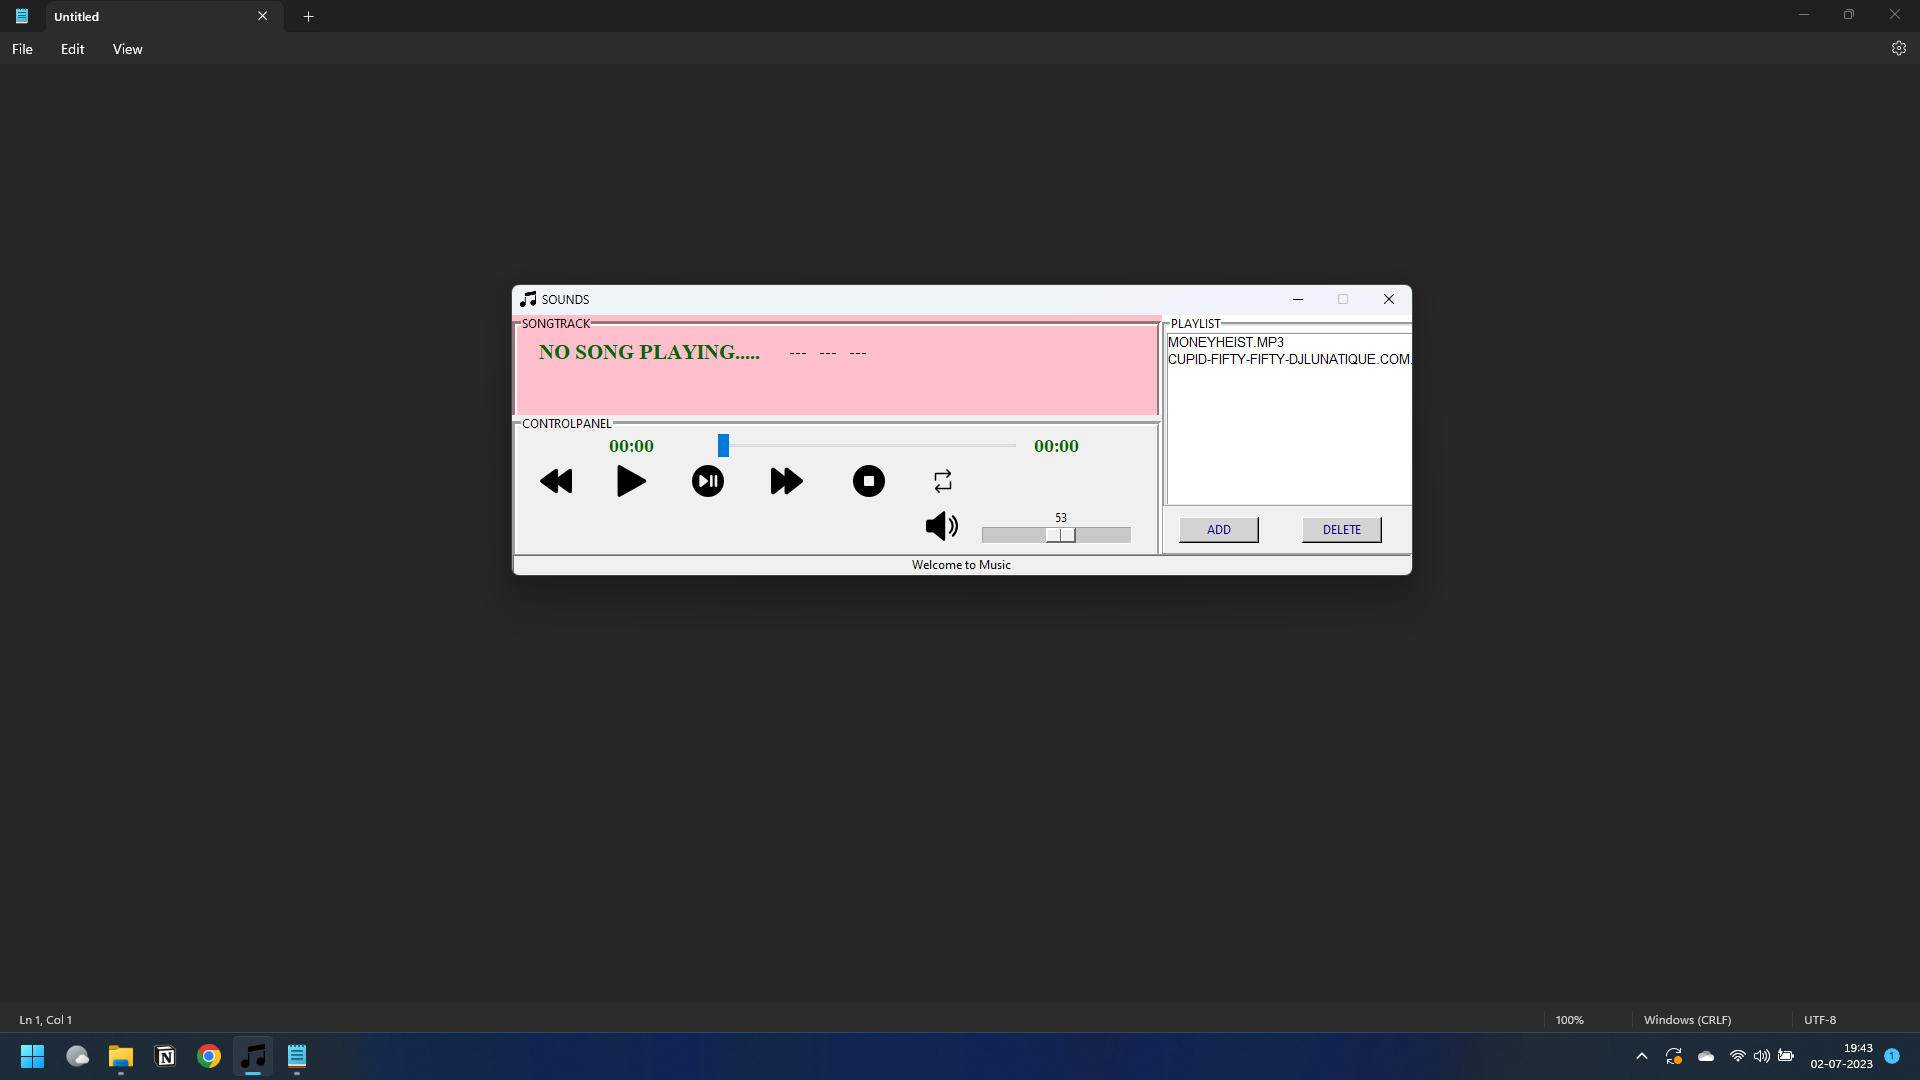 Untitled
File Edit View
SOUNDS
SONGTRACK
NO SONG PLAYING..... --- --- ---
CONTROLPANEL
00:00 00:00
53
PLAYLIST
MONEYHEIST.MP3
CUPID-FIFTY-FIFTY-DJLUNATIQUE.COM.
ADD DELETE
Welcome to Music
Ln 1, Col 1 100% Windows (CRLF) UTF-8
19:43
02-07-2023
1